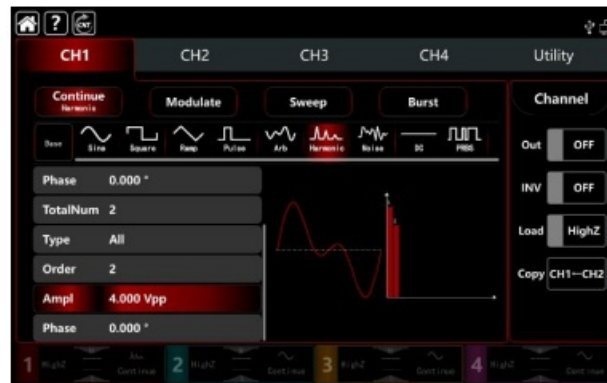 ? CNT
CH1 CH2 CH3 CH4 Utility
Continue Harmonic Modulate Sweep Burst Channel
Base Sine Square Ramp Pulse Arb Harmonic Noise DC PRBS
Out OFF
Phase 0.000 °
INV OFF
TotalNum 2
Type All
Load HighZ
Order 2
Copy CH1←CH2
Ampl 4.000 Vpp
Phase 0.000 °
1 HighZ Continue 2 HighZ Continue 3 HighZ Continue 4 HighZ Continue